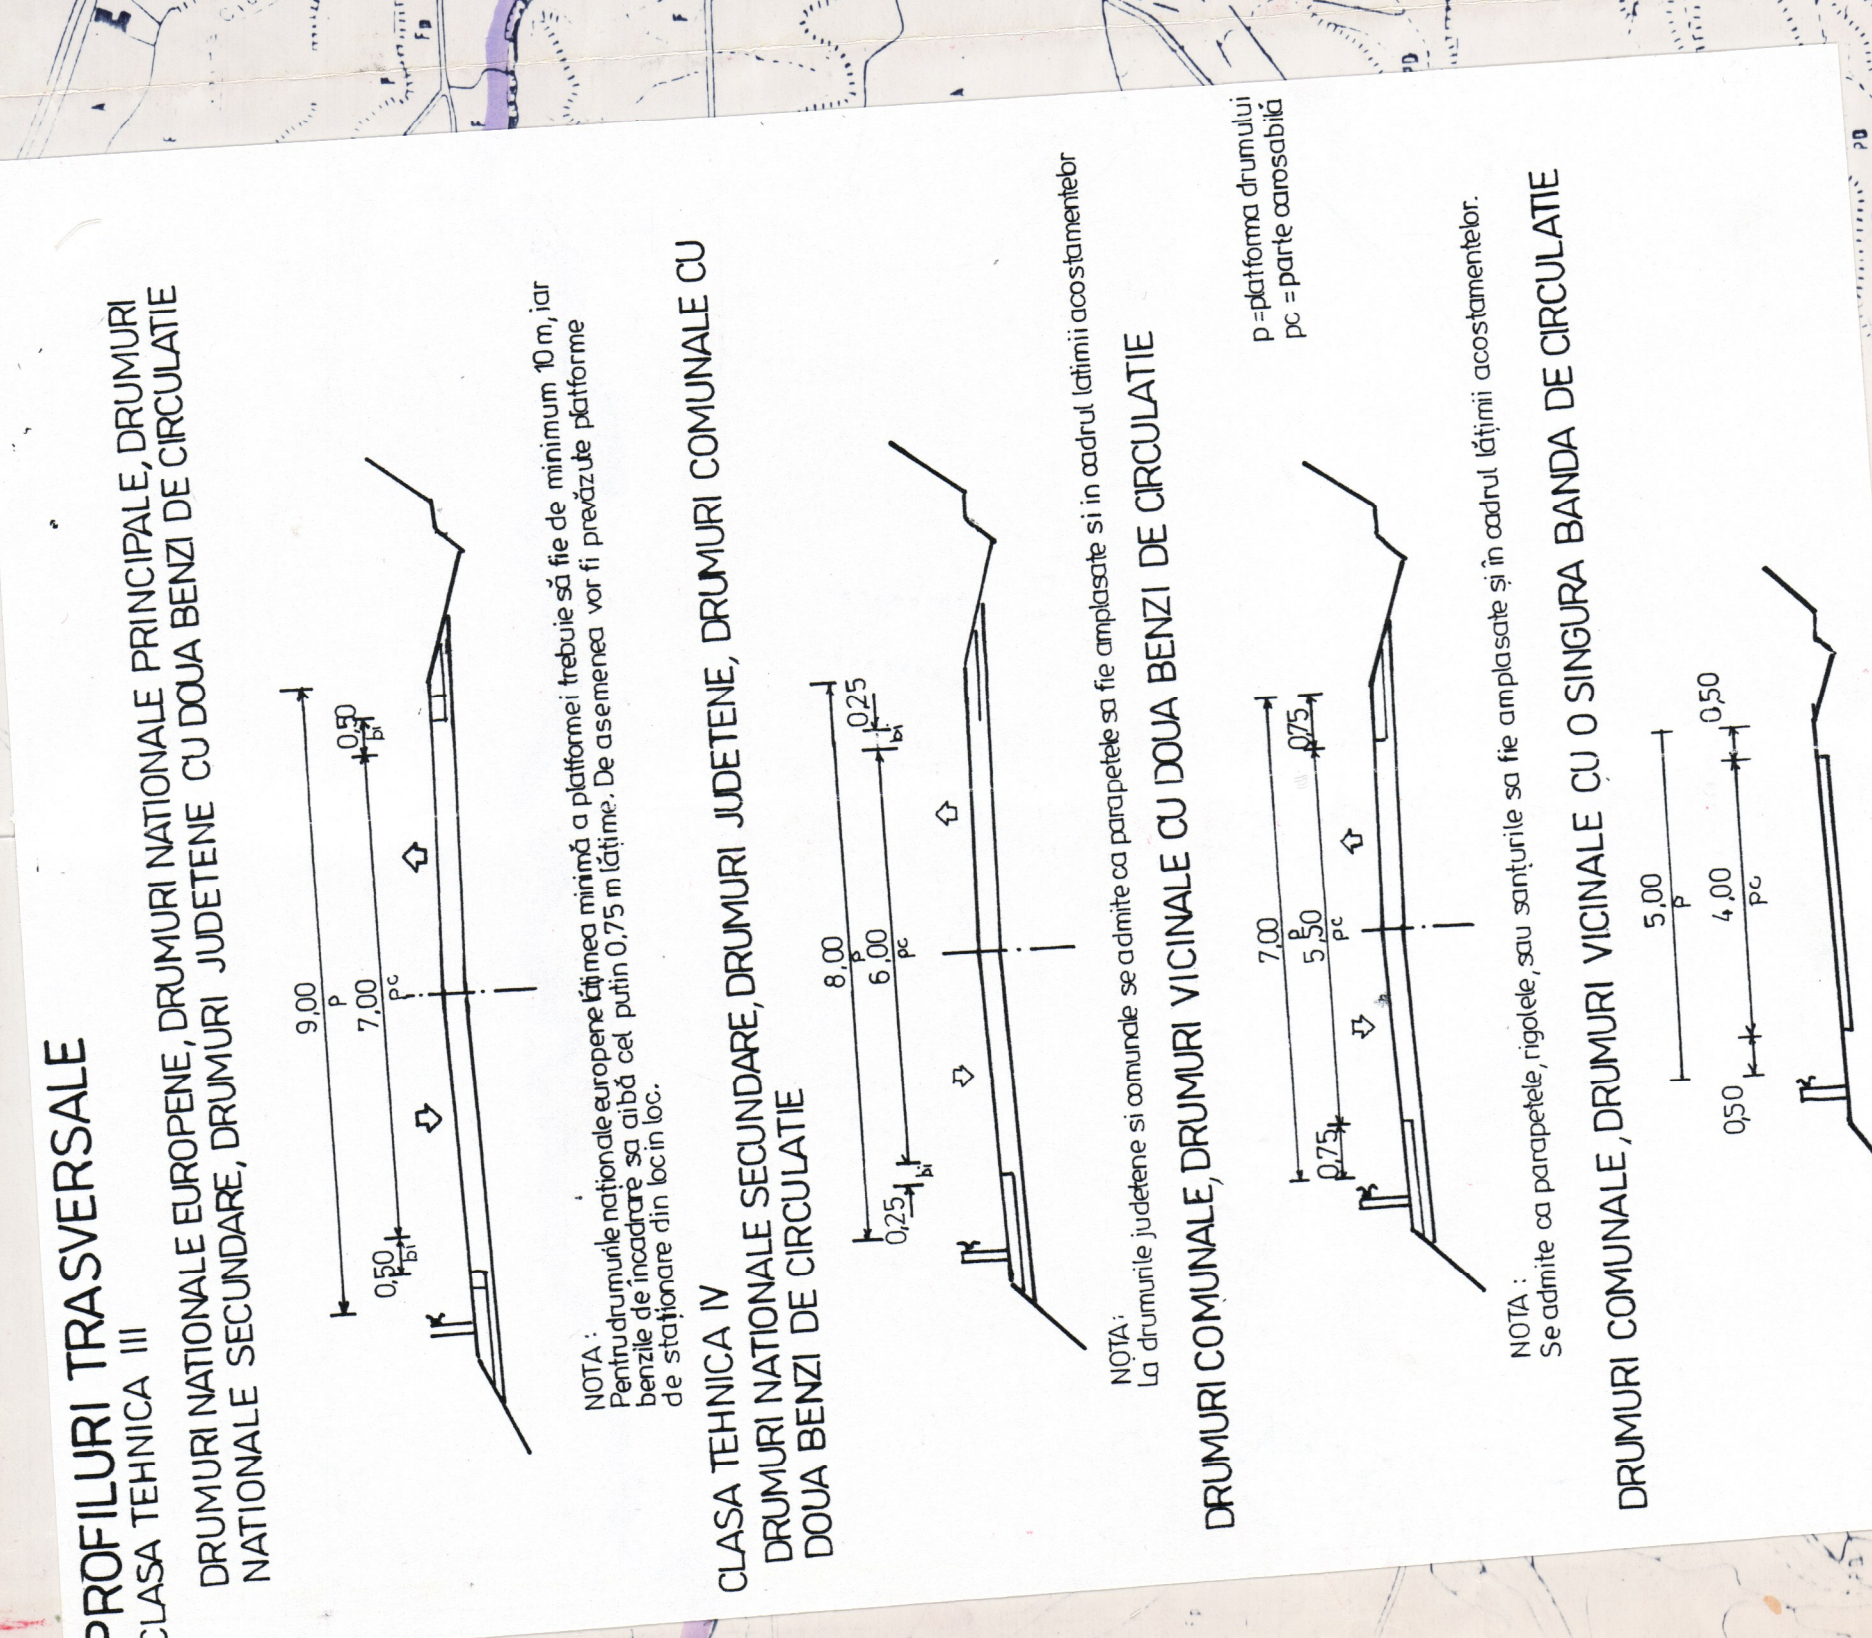 PROFILURI TRASVERSALE
CLASA TEHNICA III
DRUMURI NATIONALE EUROPENE, DRUMURI NATIONALE PRINCIPALE, DRUMURI
NATIONALE SECUNDARE, DRUMURI JUDETENE CU DOUA BENZI DE CIRCULATIE
9,00
P
7,00
pc
0,50
bi
0,50
bi
NOTA:
Pentru drumurile nationale europene lățimea minimă a platformei trebuie să fie de minimum 10 m, iar
benzile de încadrare sa aibă cel putin 0,75 m lățime. De asemenea vor fi prevăzute platforme
de staționare din loc in loc.
CLASA TEHNICA IV
DRUMURI NATIONALE SECUNDARE, DRUMURI JUDETENE, DRUMURI COMUNALE CU
DOUA BENZI DE CIRCULATIE
8,00
P
6,00
pc
0,25
bi
0,25
bi
NOTA:
La drumurile judetene si comunale se admite ca parapetele sa fie amplasate si in cadrul latimii acostamentelor
DRUMURI COMUNALE, DRUMURI VICINALE CU DOUA BENZI DE CIRCULATIE
p = platforma drumului
pc = parte carosabilă
7,00
P
5,50
pc
0,75
0,75
NOTA:
Se admite ca parapetele, rigolele, sau sanțurile sa fie amplasate și în cadrul lățimii acostamentelor.
DRUMURI COMUNALE, DRUMURI VICINALE CU O SINGURA BANDA DE CIRCULATIE
5,00
P
4,00
pc
0,50
0,50
A
F
Fp
P
F
F
A
PD
PD